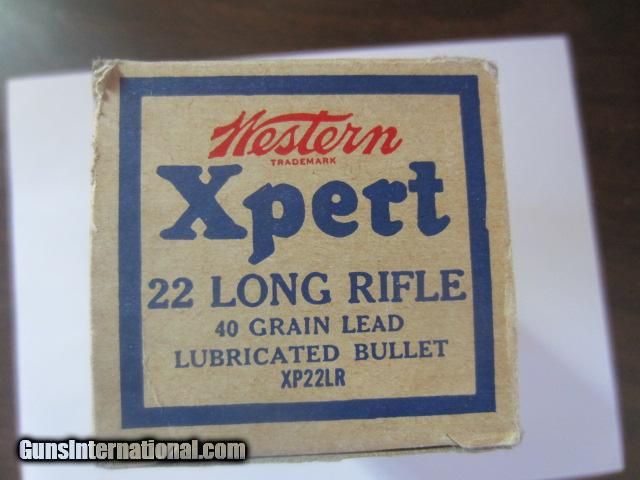 Western
TRADEMARK
Xpert
22 LONG RIFLE
40 GRAIN LEAD
LUBRICATED BULLET
XP22LR
GunsInternational.com